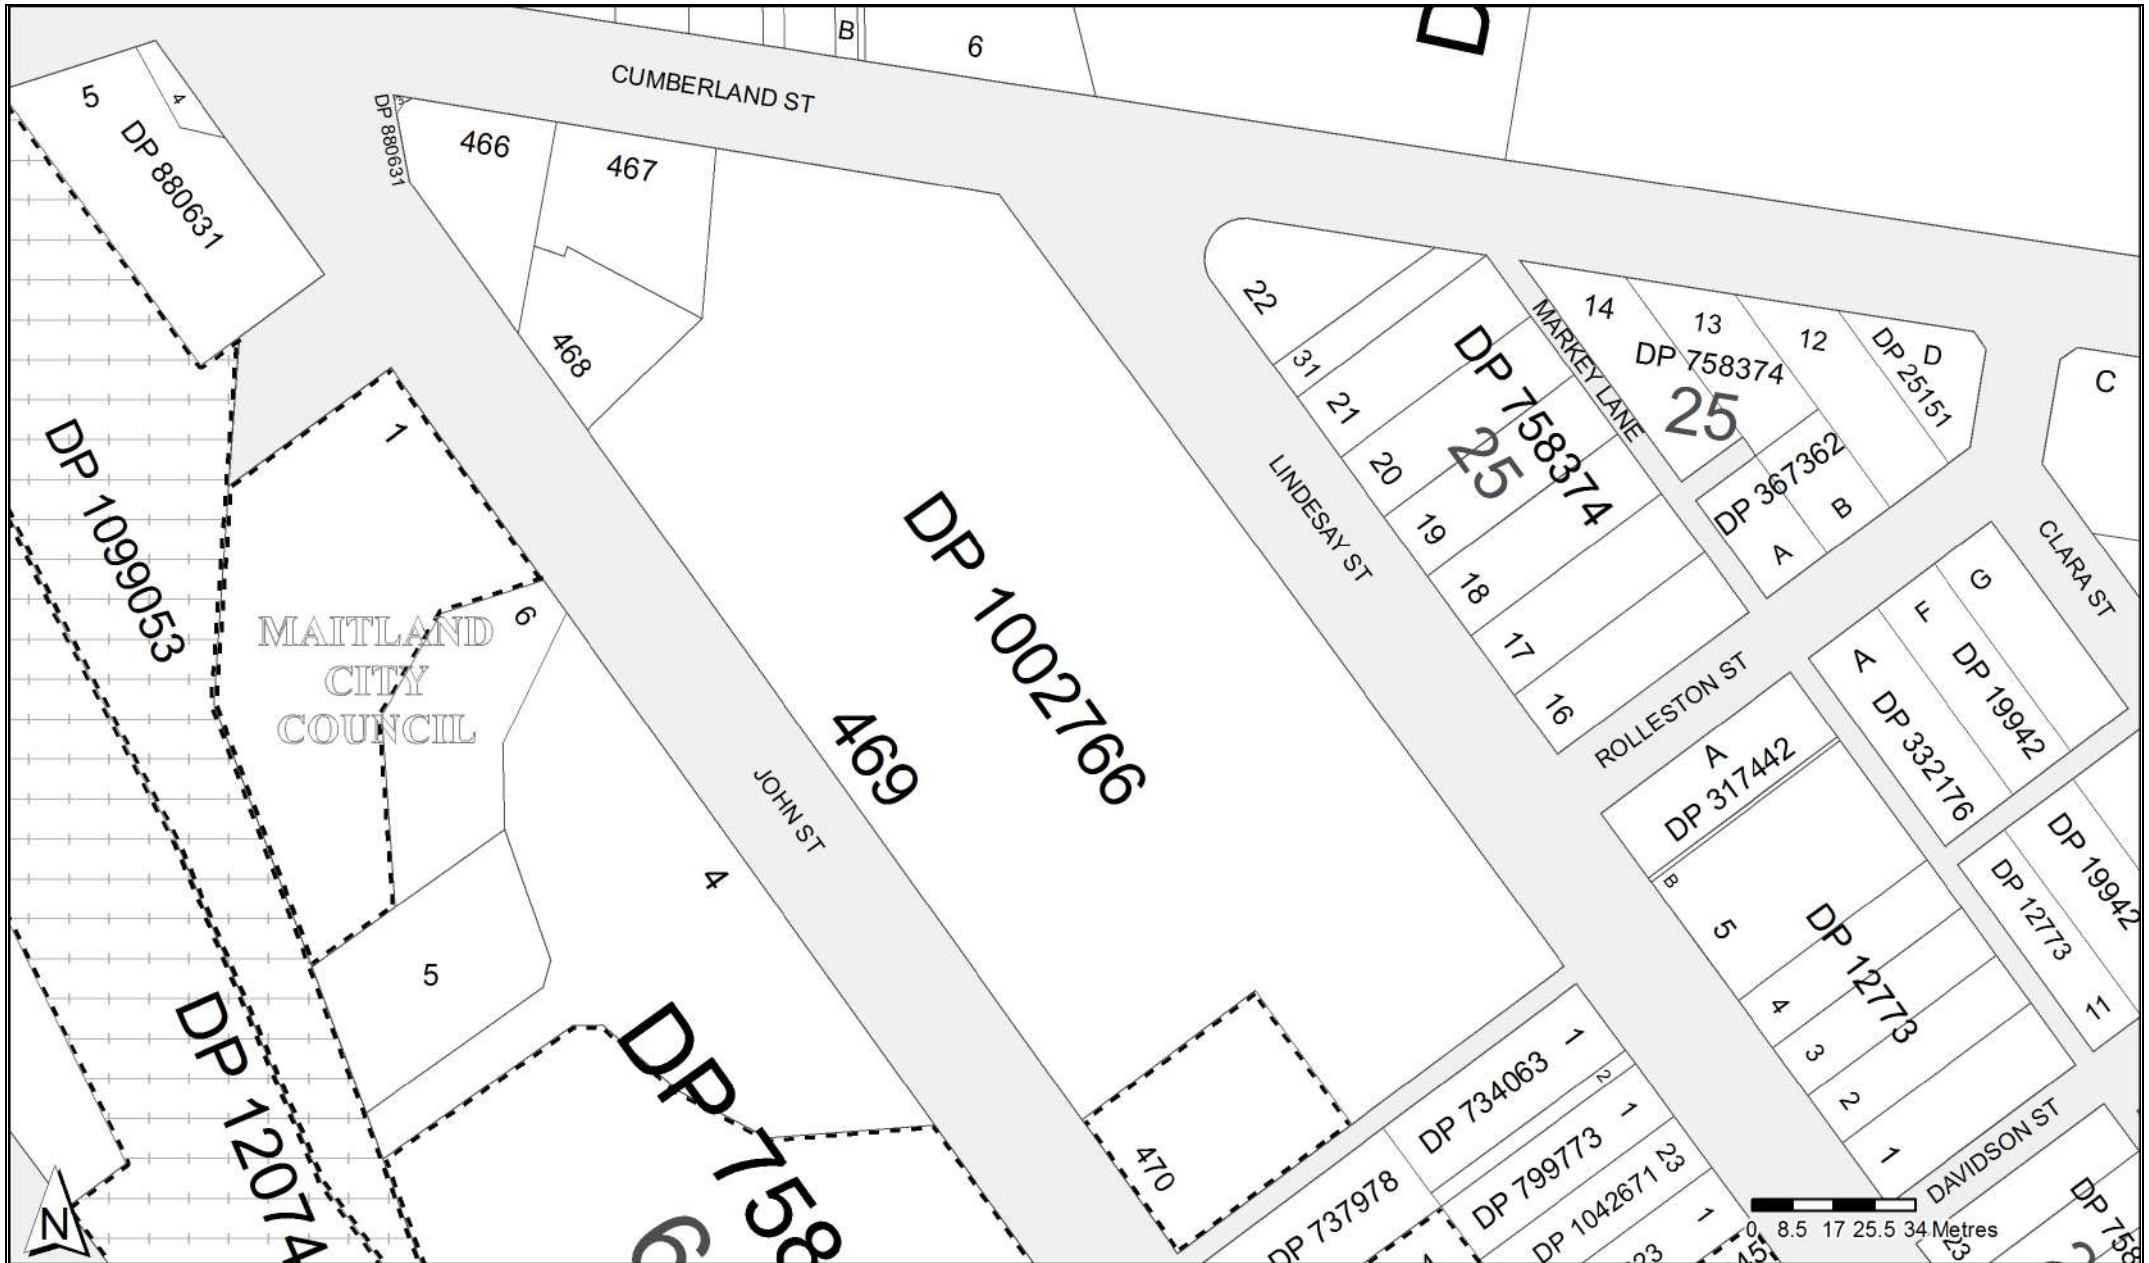 B
6
D
CUMBERLAND ST
5
4
DP 880631
DP 880631
466
467
468
22
31
21
20
19
18
17
16
DP 758374
25
MARKEY LANE
14
13
12
DP 758374
25
D
DP 25151
C
DP 367362
A
B
1
DP 1099053
MAITLAND
CITY
COUNCIL
6
DP 1002766
469
LINDESAY ST
CLARA ST
ROLLESTON ST
G
F
DP 19942
A
DP 332176
A
DP 317442
B
JOHN ST
4
5
5
4
3
2
1
DP 12773
DP 12773
11
DP 19942
DP 12074
DP 758
6
470
1
DP 734063
2
1
DP 799773
23
DP 1042671
1
DP 737978
DAVIDSON ST
DP 758
23
N
0 8.5 17 25.5 34 Metres